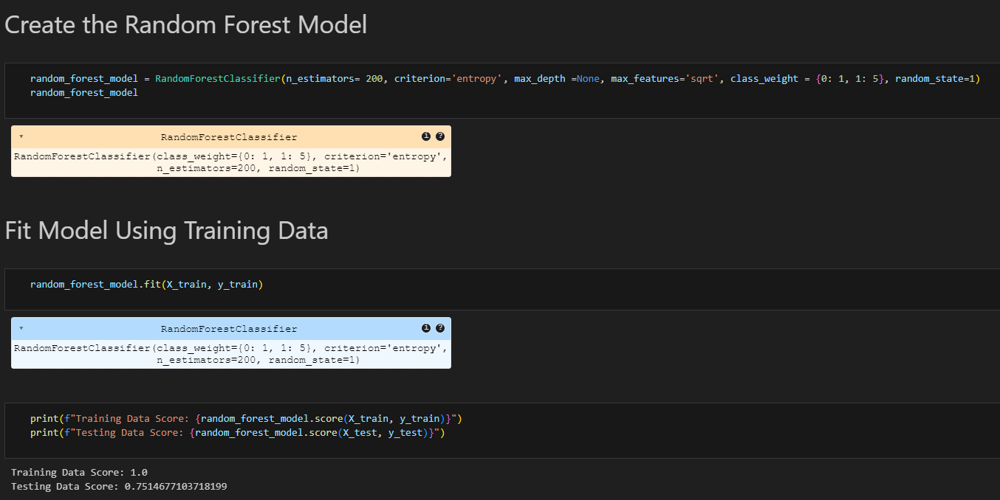 Create the Random Forest Model
random_forest_model = RandomForestClassifier(n_estimators= 200, criterion='entropy', max_depth =None, max_features='sqrt', class_weight = {0: 1, 1: 5}, random_state=1)
random_forest_model
▾ RandomForestClassifier i ?
RandomForestClassifier(class_weight={0: 1, 1: 5}, criterion='entropy',
n_estimators=200, random_state=1)
Fit Model Using Training Data
random_forest_model.fit(X_train, y_train)
▾ RandomForestClassifier i ?
RandomForestClassifier(class_weight={0: 1, 1: 5}, criterion='entropy',
n_estimators=200, random_state=1)
print(f"Training Data Score: {random_forest_model.score(X_train, y_train)}")
print(f"Testing Data Score: {random_forest_model.score(X_test, y_test)}")
Training Data Score: 1.0
Testing Data Score: 0.7514677103718199